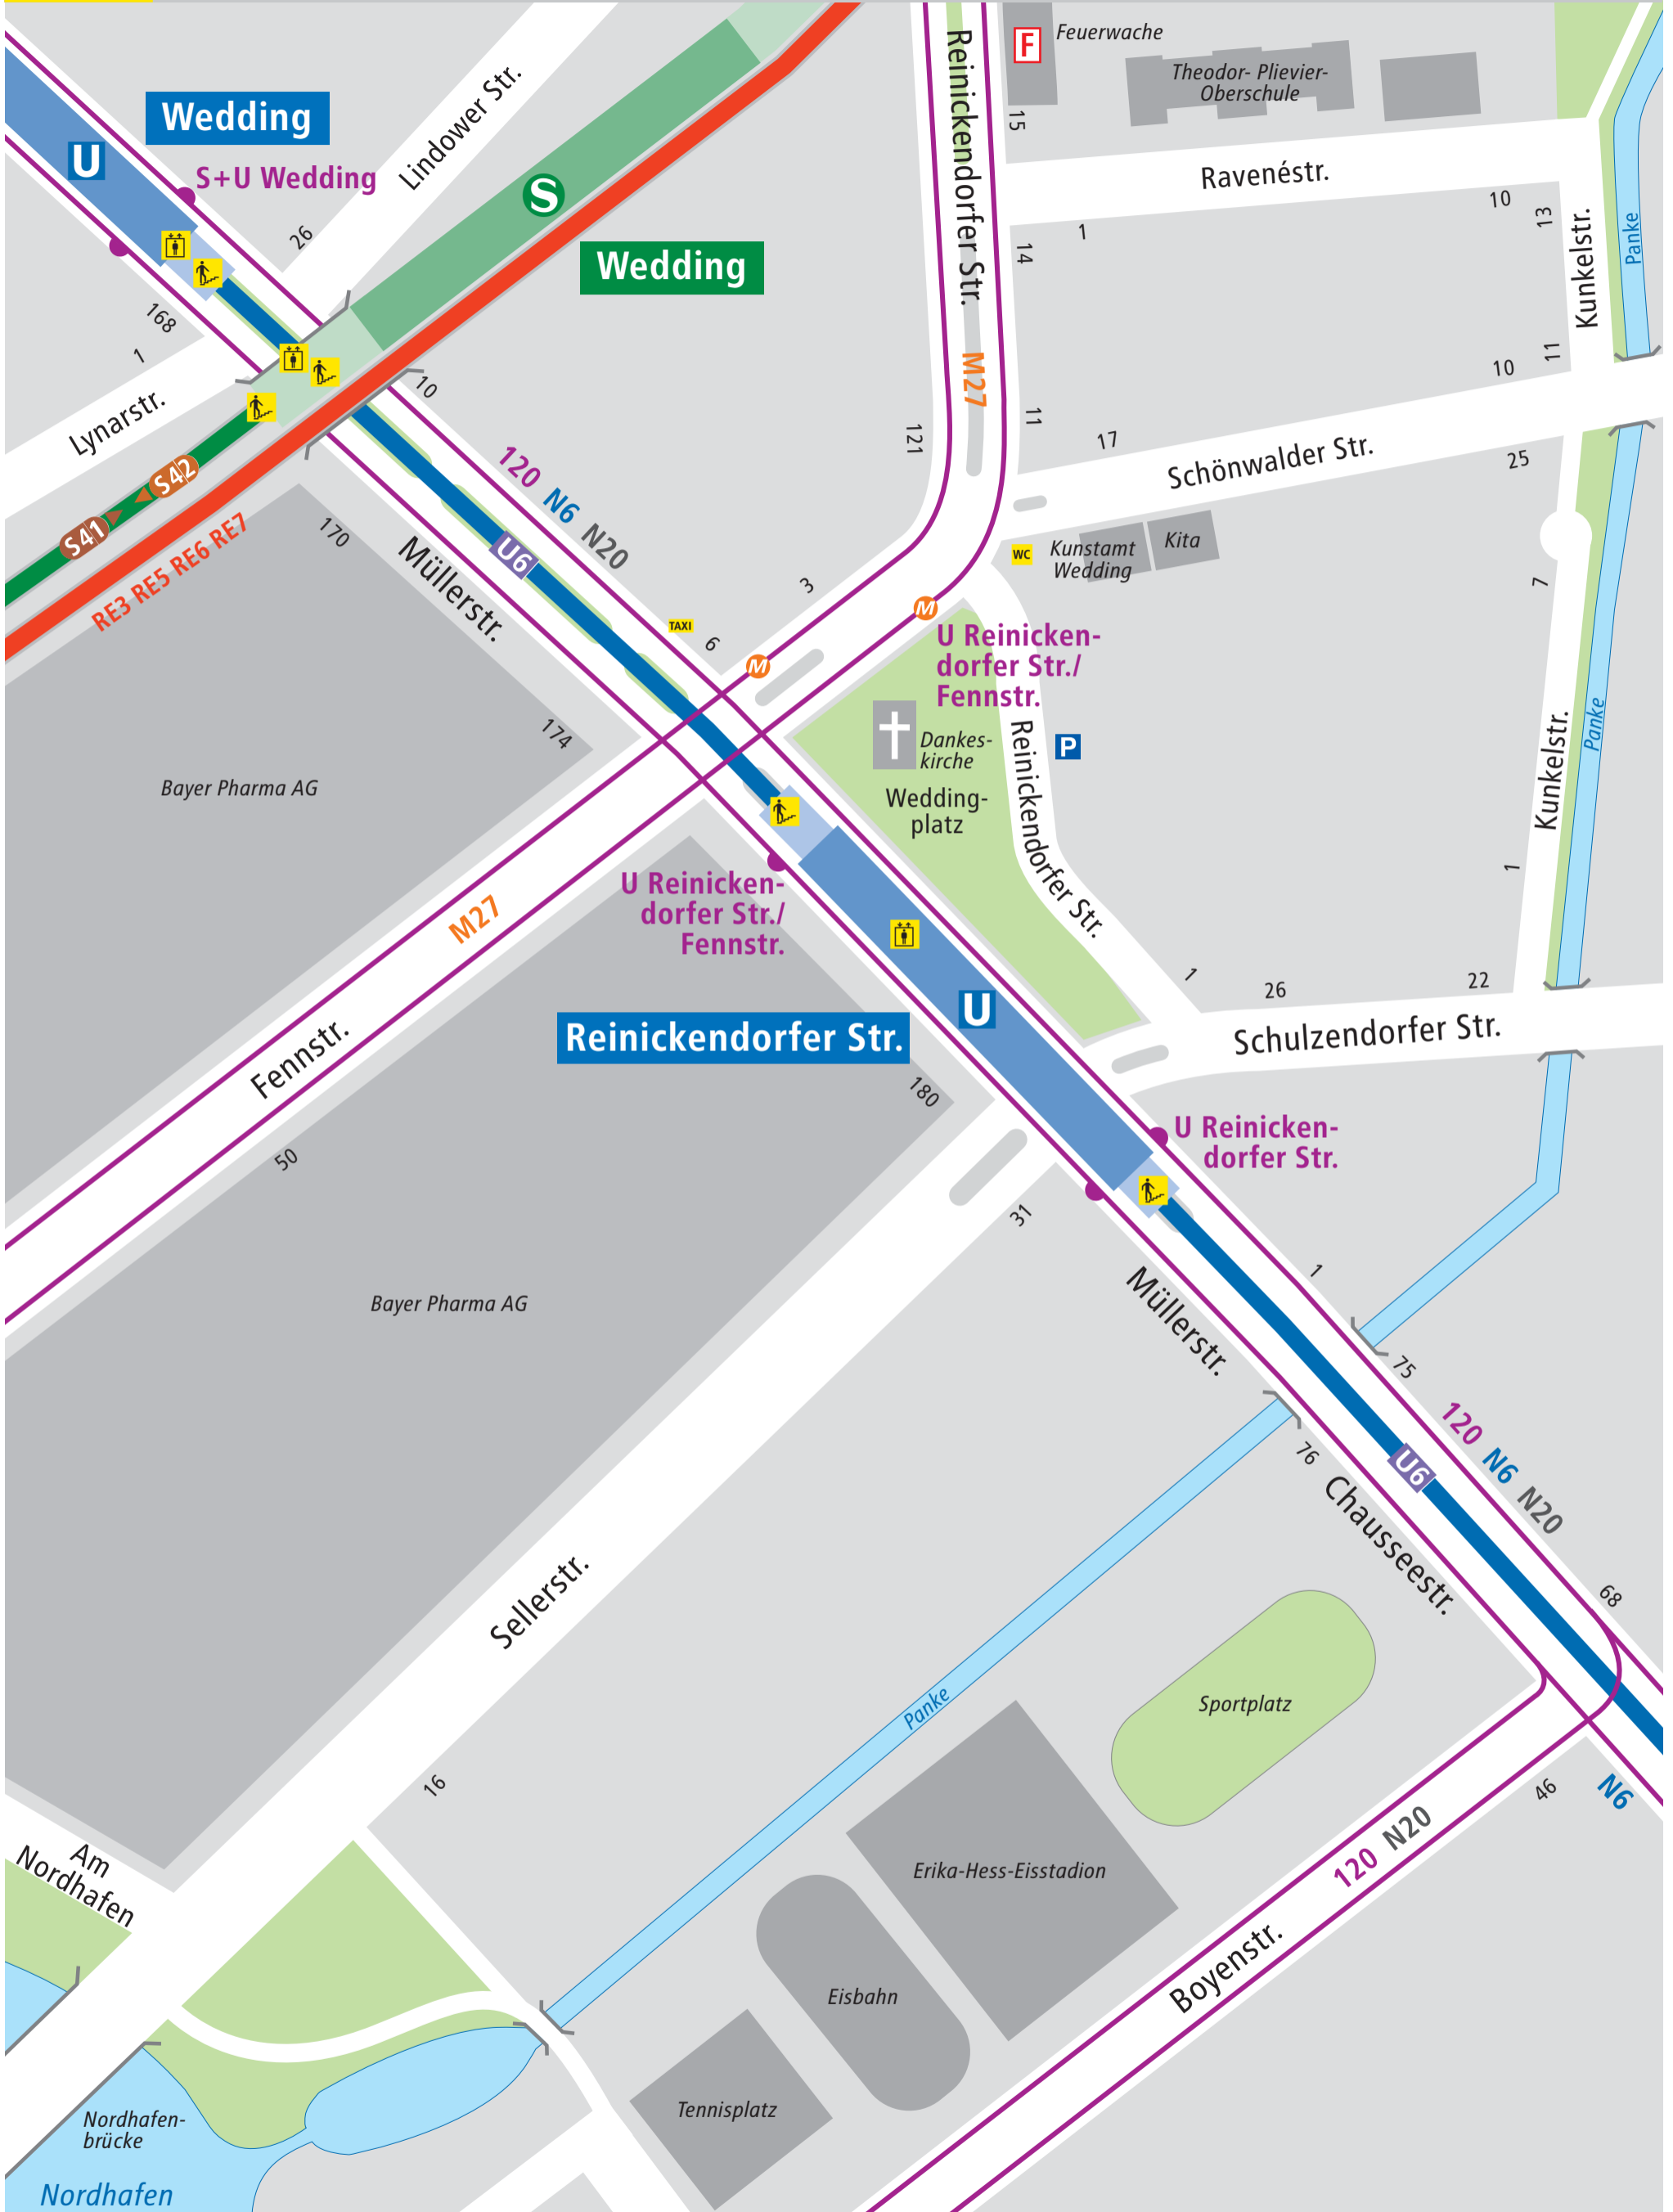 Reinickendorfer Str.
F
Feuerwache
Theodor- Plievier-
Oberschule
15
Wedding
U
S+U Wedding
Lindower Str.
S
Wedding
26
168
1
Lynarstr.
10
14
1
Ravenéstr.
10
13
Kunkelstr.
Panke
11
10
M27
121
11
17
Schönwalder Str.
25
S42
S41
RE3 RE5 RE6 RE7
170
Müllerstr.
120 N6 N20
U6
TAXI
3
6
M
M
WC
Kunstamt
Wedding
Kita
7
U Reinicken-
dorfer Str./
Fennstr.
174
Bayer Pharma AG
Dankes-
kirche
Wedding-
platz
Reinickendorfer Str.
P
Kunkelstr.
Panke
1
U Reinicken-
dorfer Str./
Fennstr.
M27
Fennstr.
50
Reinickendorfer Str.
U
180
1
26
22
Schulzendorfer Str.
U Reinicken-
dorfer Str.
31
Müllerstr.
1
75
Bayer Pharma AG
120 N6 N20
U6
76
Chausseestr.
68
Sellerstr.
Panke
Sportplatz
16
46
N6
120 N20
Am
Nordhafen
Erika-Hess-Eisstadion
Boyenstr.
Eisbahn
Tennisplatz
Nordhafen-
brücke
Nordhafen